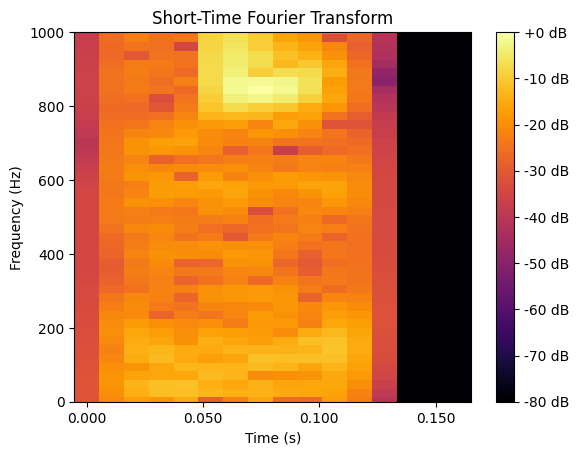 Short-Time Fourier Transform
1000
800
600
400
200
0
Frequency (Hz)
0.000
0.050
0.100
0.150
Time (s)
+0 dB
-10 dB
-20 dB
-30 dB
-40 dB
-50 dB
-60 dB
-70 dB
-80 dB